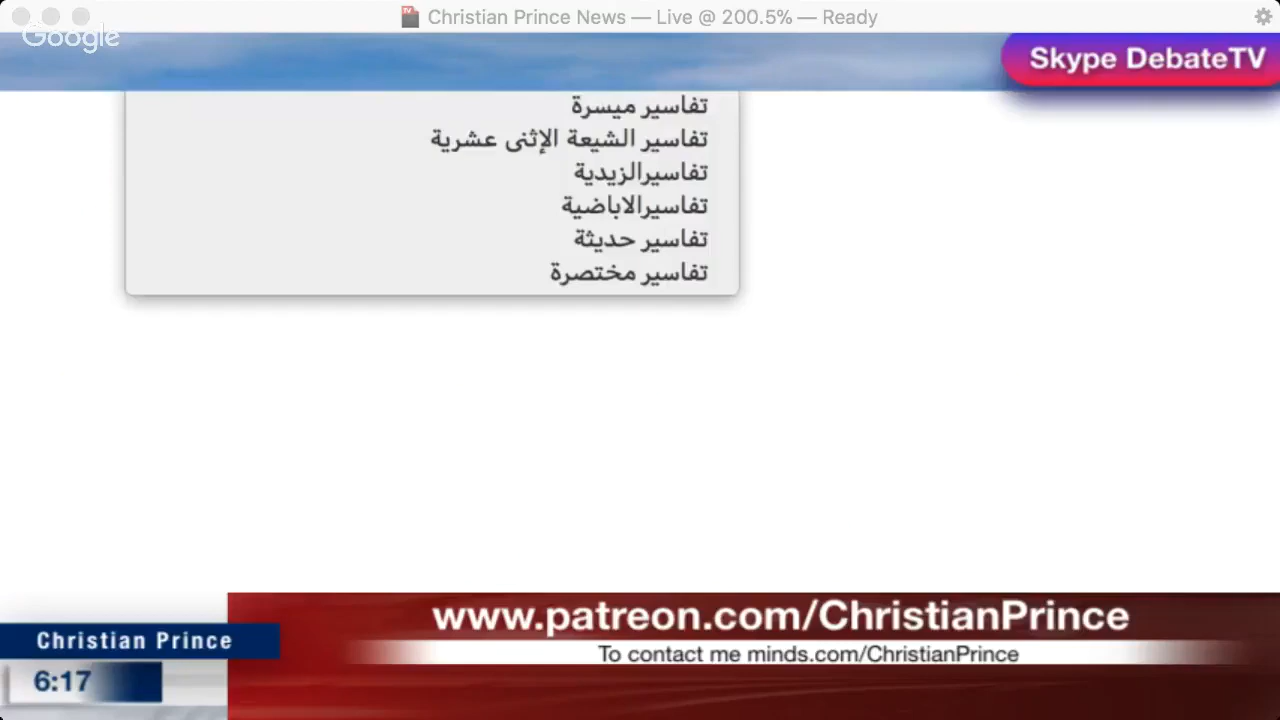 Christian Prince News — Live @ 200.5% — Ready
Google
Skype DebateTV
تفاسير ميسرة
تفاسير الشيعة الإثنى عشرية
تفاسيرالزيدية
تفاسيرالاباضية
تفاسير حديثة
تفاسير مختصرة
www.patreon.com/ChristianPrince
To contact me minds.com/ChristianPrince
Christian Prince
6:17